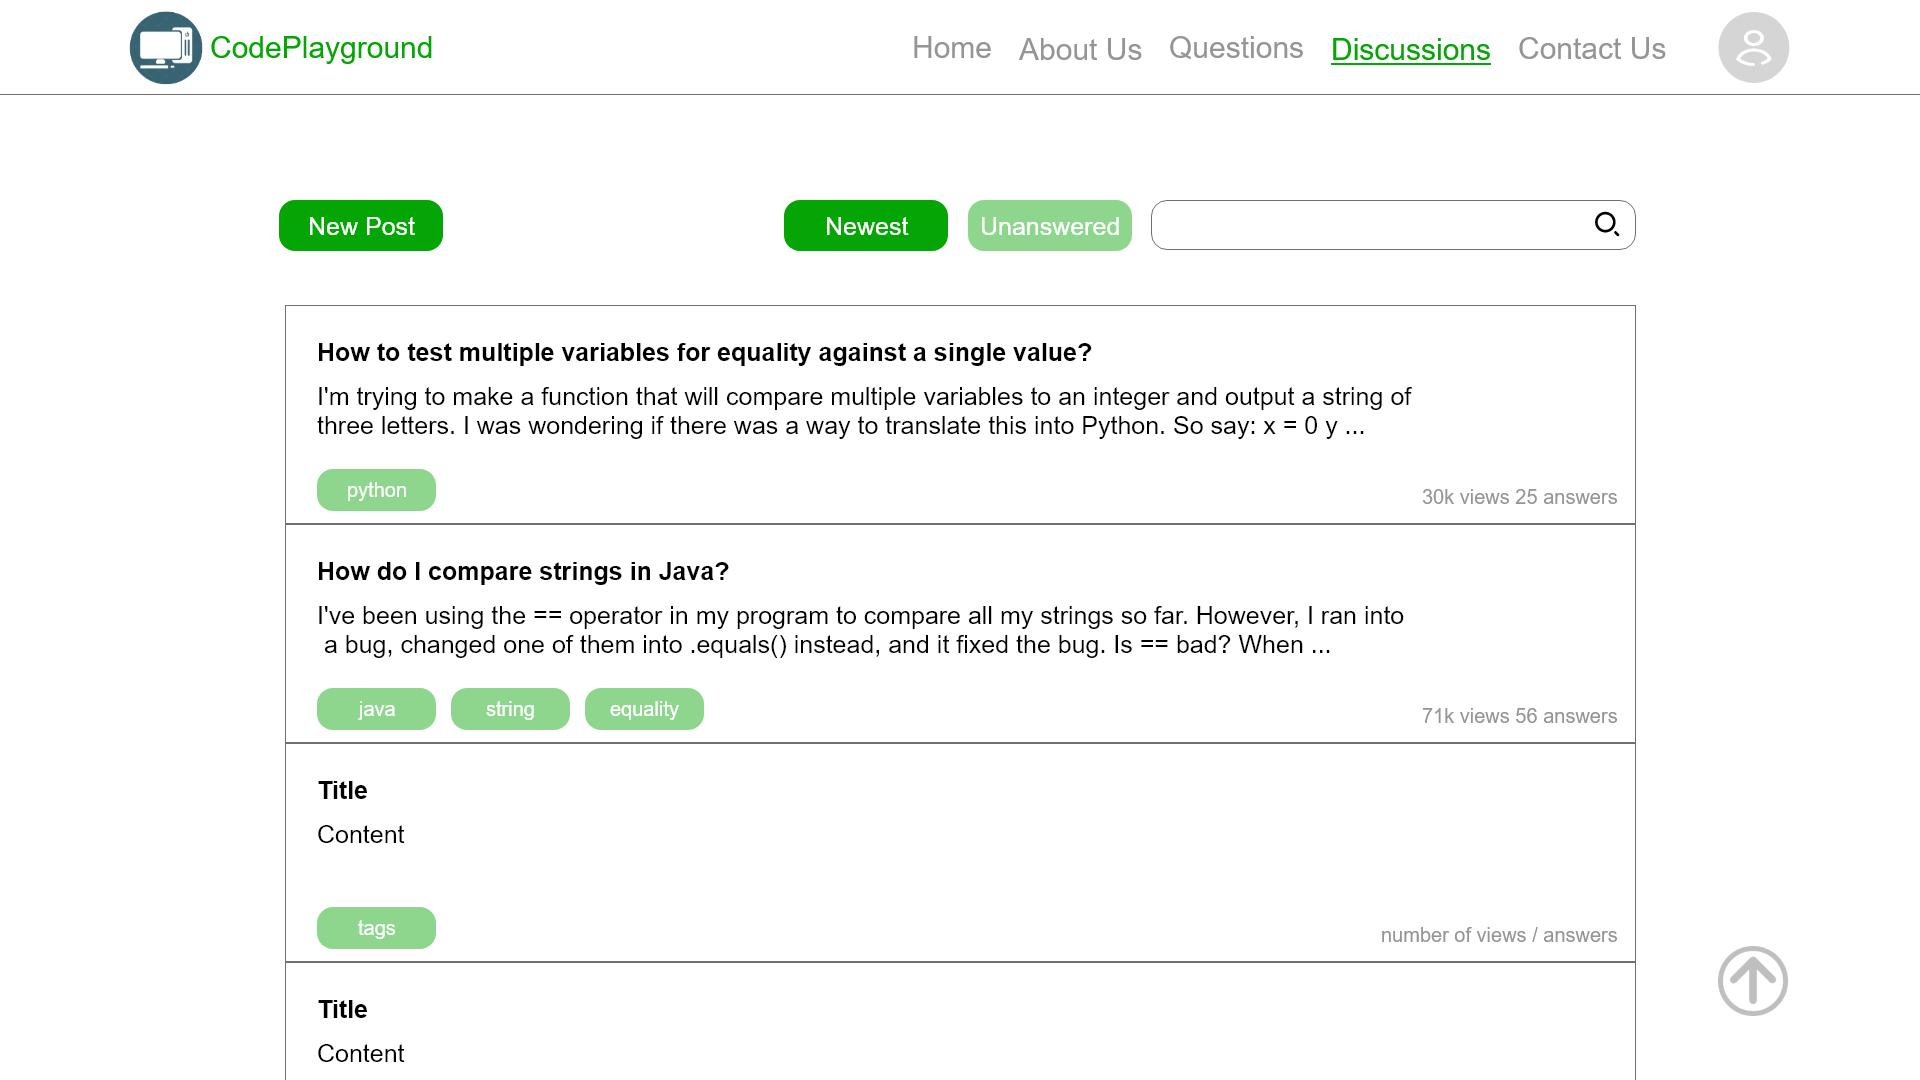 CodePlayground
Home About Us Questions Discussions Contact Us
New Post Newest Unanswered
How to test multiple variables for equality against a single value?
I'm trying to make a function that will compare multiple variables to an integer and output a string of
three letters. I was wondering if there was a way to translate this into Python. So say: x = 0 y ...
python
30k views 25 answers
How do I compare strings in Java?
I've been using the == operator in my program to compare all my strings so far. However, I ran into
a bug, changed one of them into .equals() instead, and it fixed the bug. Is == bad? When ...
java string equality
71k views 56 answers
Title
Content
tags
number of views / answers
Title
Content